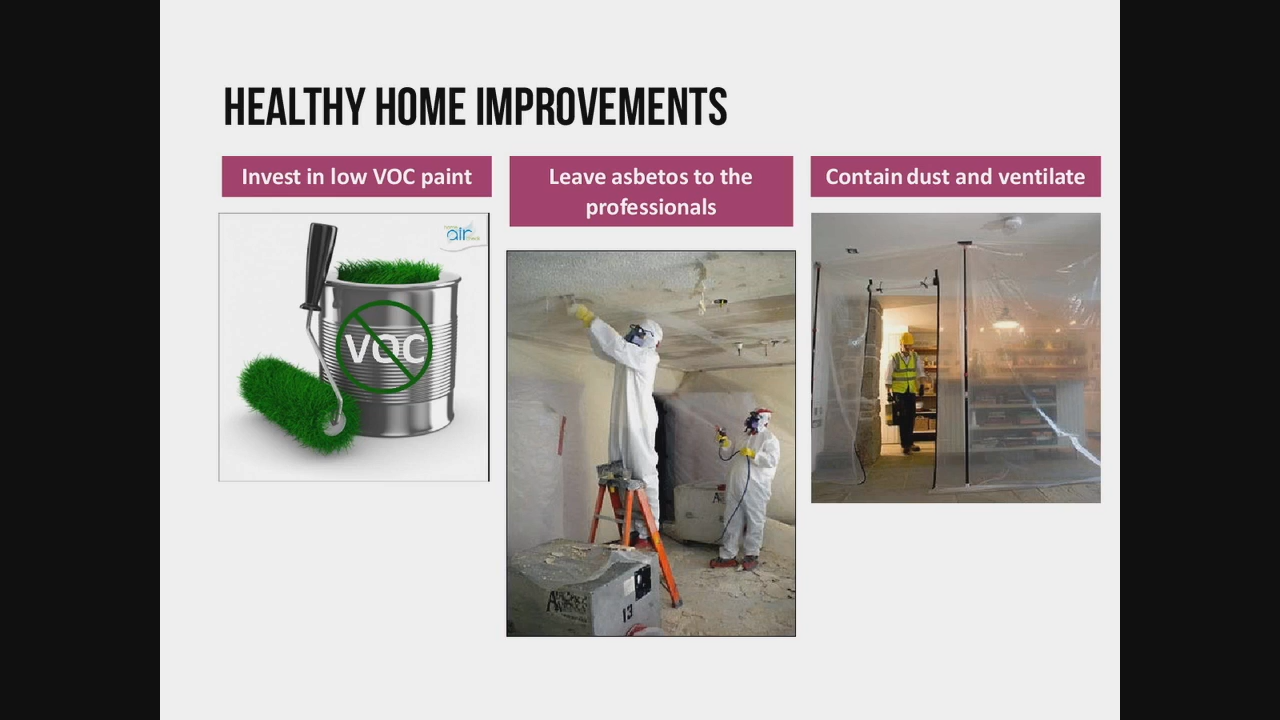 HEALTHY HOME IMPROVEMENTS
Invest in low VOC paint
Leave asbetos to the
professionals
Contain dust and ventilate
air
VOC
13